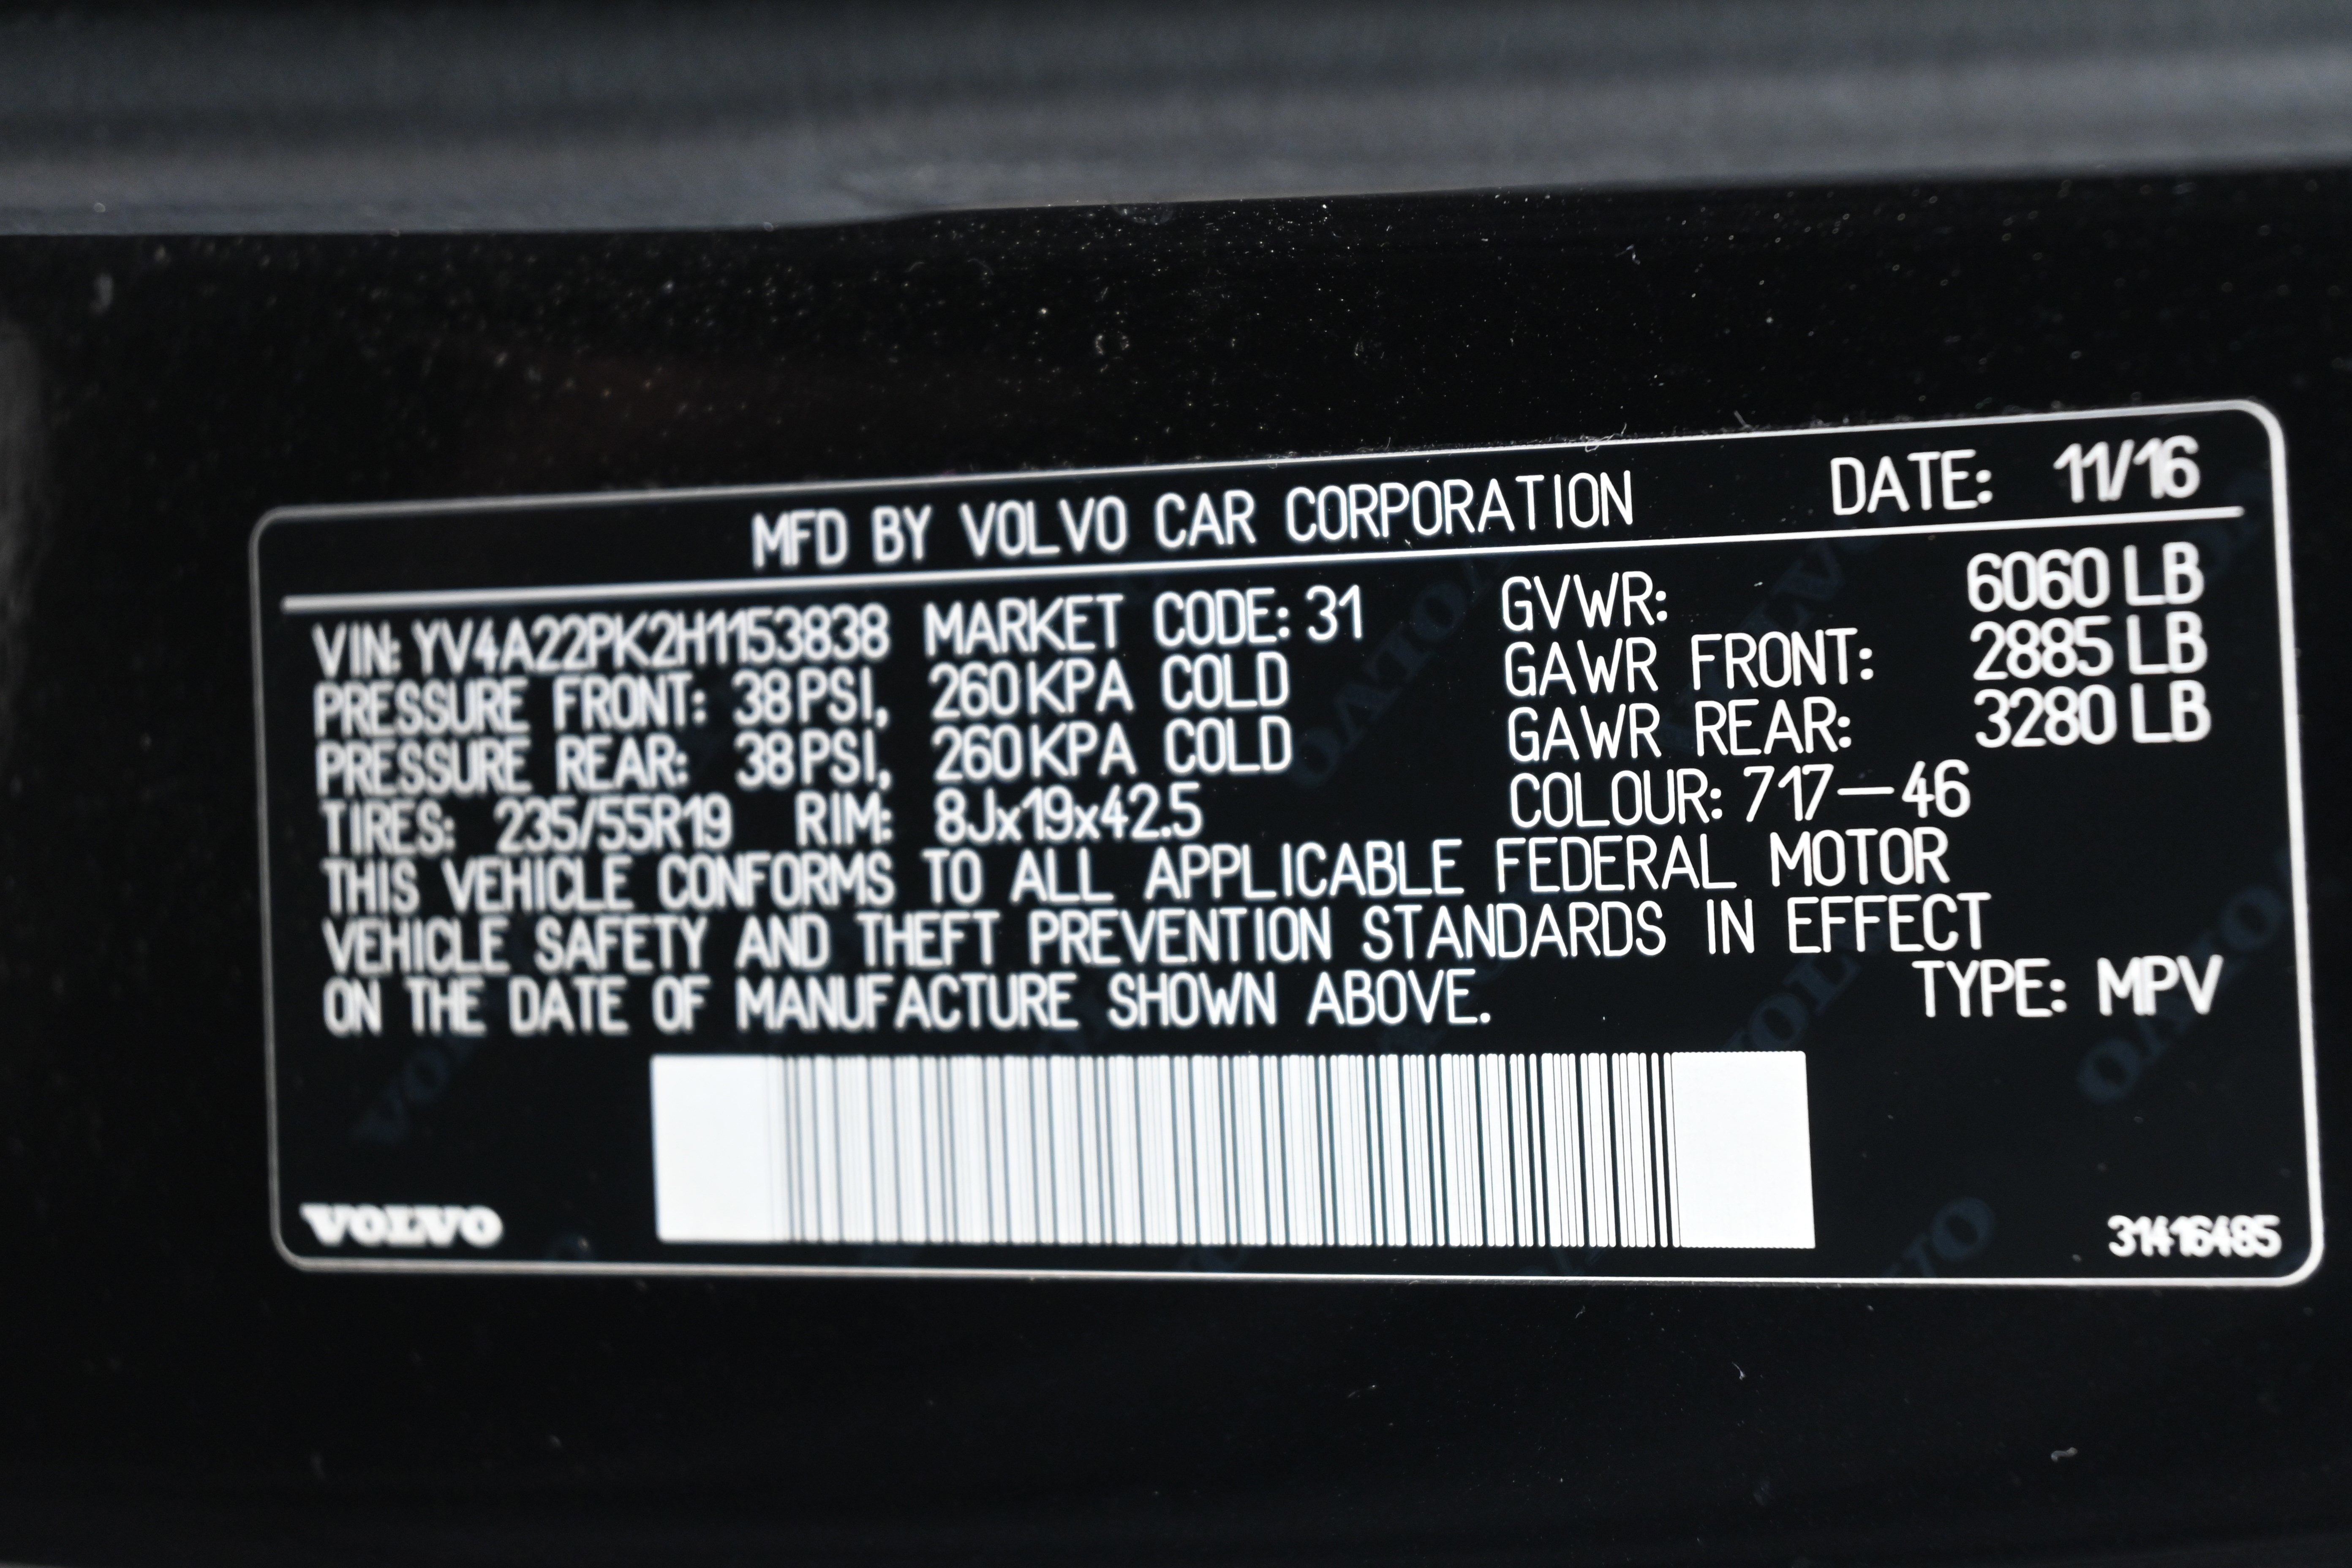 MFD BY VOLVO CAR CORPORATION DATE: 11/16
VIN: YV4A22PK2H1153838 MARKET CODE: 31 GVWR: 6060 LB
PRESSURE FRONT: 38 PSI, 260 KPA COLD GAWR FRONT: 2885 LB
PRESSURE REAR: 38 PSI, 260 KPA COLD GAWR REAR: 3280 LB
TIRES: 235/55R19 RIM: 8Jx19x42.5 COLOUR: 717-46
THIS VEHICLE CONFORMS TO ALL APPLICABLE FEDERAL MOTOR
VEHICLE SAFETY AND THEFT PREVENTION STANDARDS IN EFFECT
ON THE DATE OF MANUFACTURE SHOWN ABOVE. TYPE: MPV
VOLVO 31416485